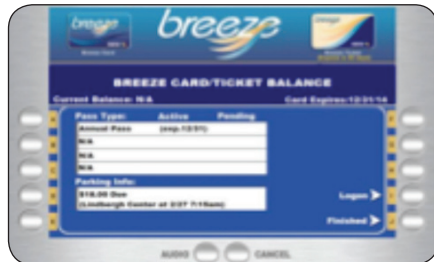 breeze
BREEZE CARD/TICKET BALANCE
Current Balance: N/A Card Expires:12/31/14
Pass Type: Active Pending
Annual Pass (exp.12/31)
N/A
N/A
N/A
Parking Info:
$18.00 Due
(Lindbergh Center at 2/27 7:15am)
Logon
Finished
AUDIO CANCEL